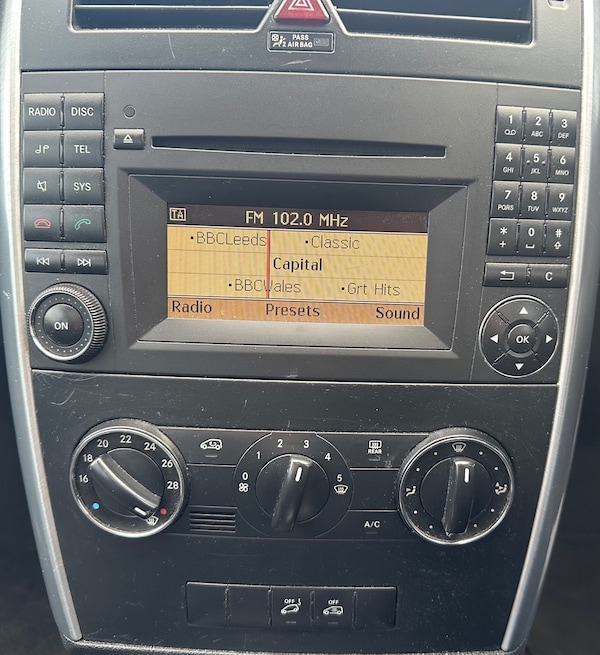 PASS
2 AIR BAG
RADIO DISC
TEL
SYS
ON
TA FM 102.0 MHz
•BBCLeeds •Classic
Capital
•BBCWales •Grt Hits
Radio Presets Sound
1 2 ABC 3 DEF
4 GHI 5 JKL 6 MNO
7 PQRS 8 TUV 9 WXYZ
* + 0 #
C
OK
16 18 20 22 24 26 28
0 1 2 3 4 5
REAR
A/C
OFF OFF